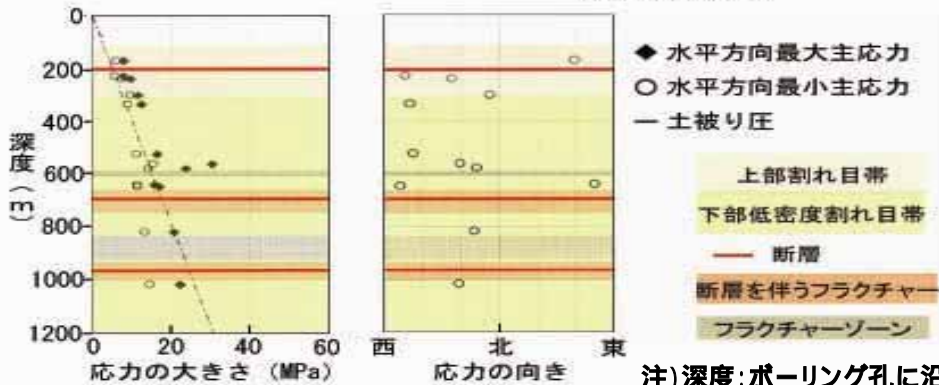 0
200
400
600
800
1000
1200
深度(m)
0 20 40 60
応力の大きさ (MPa)
西 北 東
応力の向き
◆ 水平方向最大主応力
○ 水平方向最小主応力
— 土被り圧
上部割れ目帯
下部低密度割れ目帯
断層
断層を伴うフラクチャー
フラクチャーゾーン
注)深度:ボーリング孔に沿